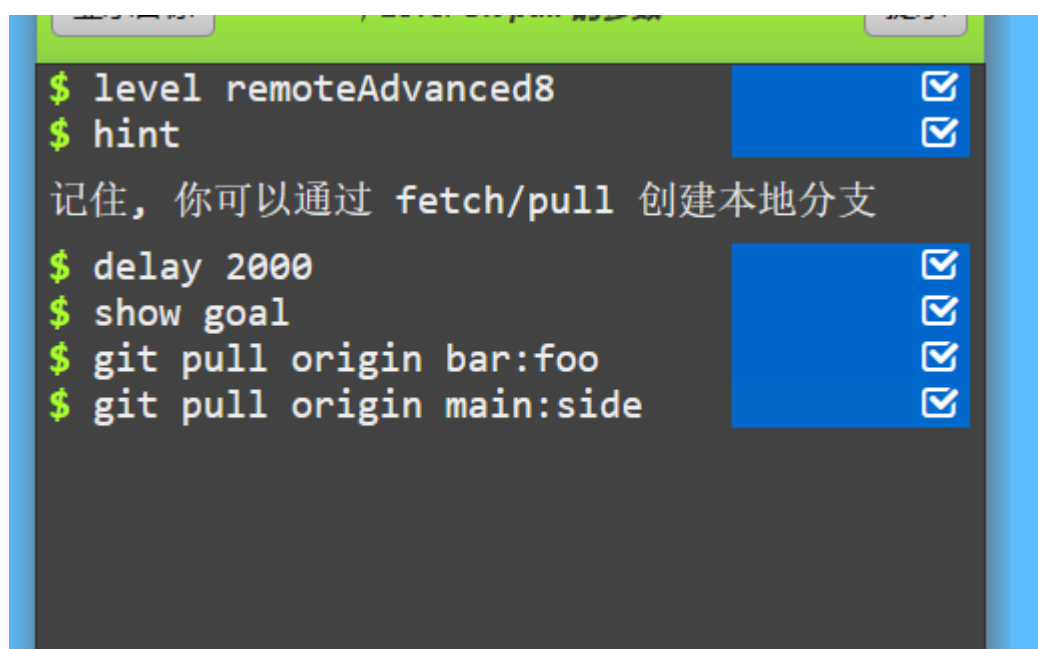 $ level remoteAdvanced8
$ hint
记住, 你可以通过 fetch/pull 创建本地分支
$ delay 2000
$ show goal
$ git pull origin bar:foo
$ git pull origin main:side